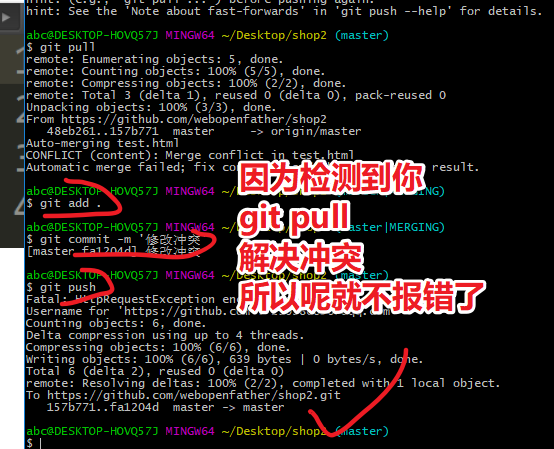 hint: (e.g., 'git pull ...') before pushing again.
hint: See the 'Note about fast-forwards' in 'git push --help' for details.
abc@DESKTOP-HOVQ57J MINGW64 ~/Desktop/shop2 (master)
$ git pull
remote: Enumerating objects: 5, done.
remote: Counting objects: 100% (5/5), done.
remote: Compressing objects: 100% (2/2), done.
remote: Total 3 (delta 1), reused 0 (delta 0), pack-reused 0
Unpacking objects: 100% (3/3), done.
From https://github.com/webopenfather/shop2
48eb261..157b771 master -> origin/master
Auto-merging test.html
CONFLICT (content): Merge conflict in test.html
Automatic merge failed; fix con result.
因为检测到你
abc@DESKTOP-HOVQ57J MINGW64
$ git add .
git pull
abc@DESKTOP-HOVQ57J MINGW64 (master|MERGING)
$ git commit -m '修改冲突
[master fa1204d] 修改冲突
解决冲突
abc@DESKTOP-HOVQ57J MINGW64 ~/Desktop/shop2 (master)
$ git push
所以呢就不报错了
Fatal: HttpRequestException en
Username for 'https://github.com
Counting objects: 6, done.
Delta compression using up to 4 threads.
Compressing objects: 100% (6/6), done.
Writing objects: 100% (6/6), 639 bytes | 0 bytes/s, done.
Total 6 (delta 2), reused 0 (delta 0)
remote: Resolving deltas: 100% (2/2), completed with 1 local object.
To https://github.com/webopenfather/shop2.git
157b771..fa1204d master -> master
abc@DESKTOP-HOVQ57J MINGW64 ~/Desktop/shop2 (master)
$